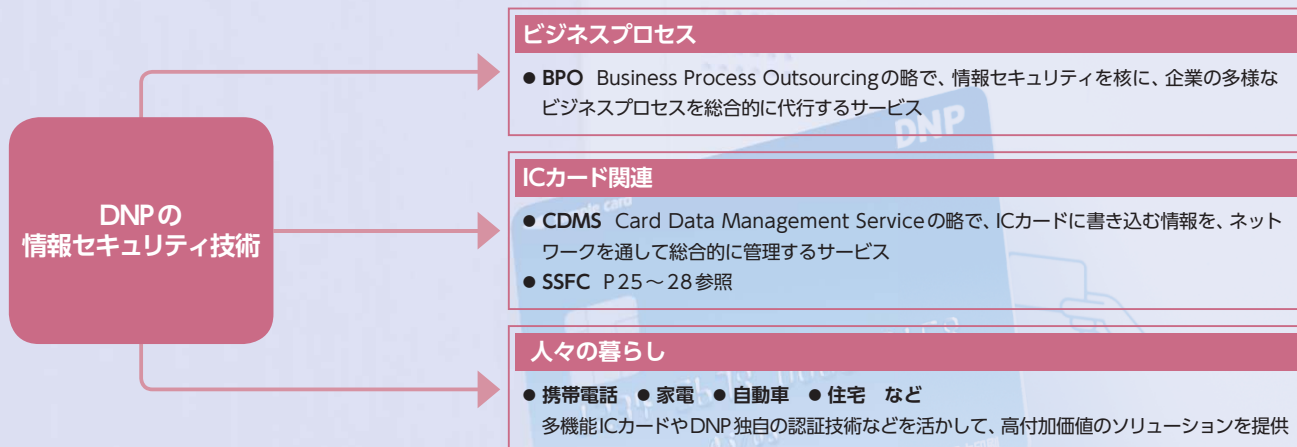 DNPの
情報セキュリティ技術
ビジネスプロセス
● BPO Business Process Outsourcingの略で、情報セキュリティを核に、企業の多様な
ビジネスプロセスを総合的に代行するサービス
DNP
ICカード関連
card
● CDMS Card Data Management Serviceの略で、ICカードに書き込む情報を、ネット
ワークを通して総合的に管理するサービス
● SSFC P25～28参照
人々の暮らし
● 携帯電話 ● 家電 ● 自動車 ● 住宅 など
多機能ICカードやDNP独自の認証技術などを活かして、高付加価値のソリューションを提供